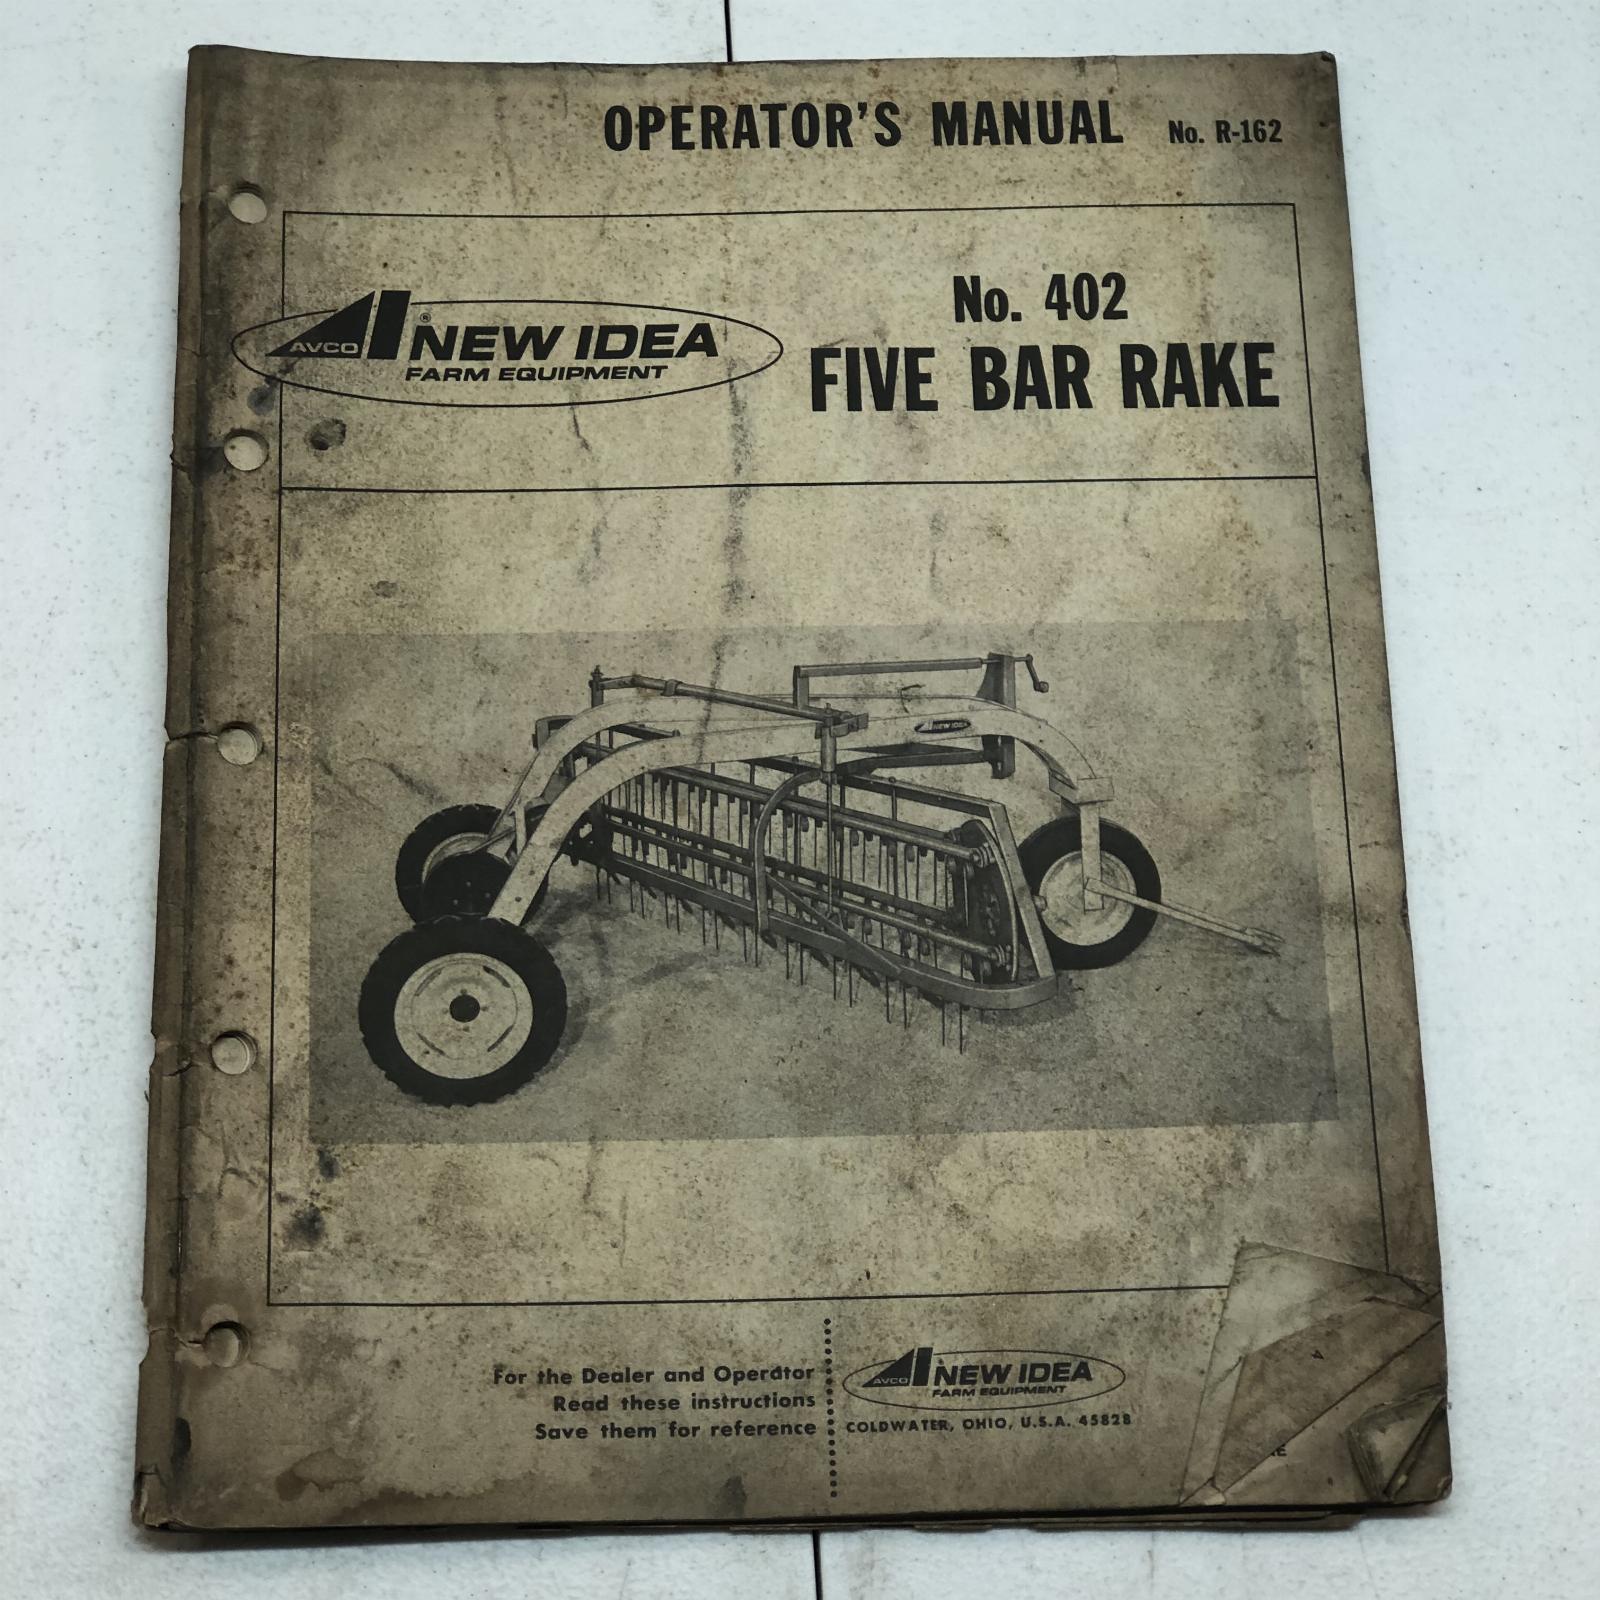 OPERATOR'S MANUAL No. R-162
AVCO ® NEW IDEA
FARM EQUIPMENT
No. 402
FIVE BAR RAKE
NEW IDEA
For the Dealer and Operator
Read these instructions
Save them for reference
AVCO NEW IDEA
FARM EQUIPMENT
COLDWATER, OHIO, U.S.A. 45828